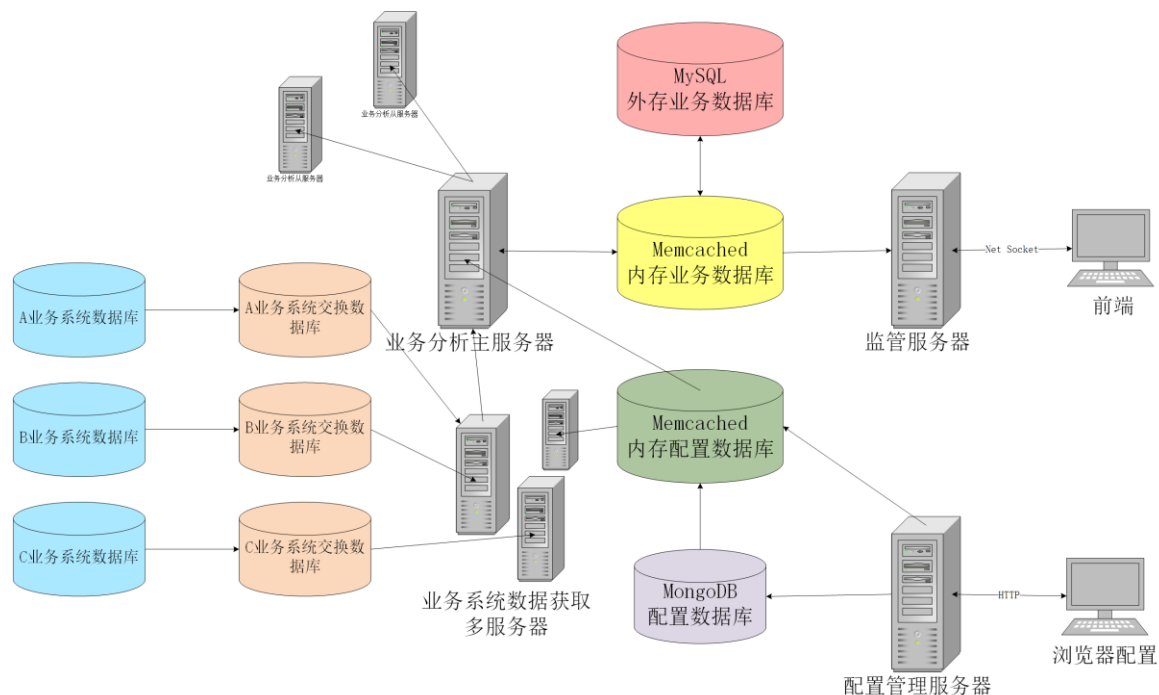 MySQL
外存业务数据库
业务分析从服务器
业务分析从服务器
Memcached
内存业务数据库
Net Socket
前端
监管服务器
业务分析主服务器
A业务系统数据库
A业务系统交换数
据库
B业务系统数据库
B业务系统交换数
据库
C业务系统数据库
C业务系统交换数
据库
业务系统数据获取
多服务器
Memcached
内存配置数据库
MongoDB
配置数据库
HTTP
浏览器配置
配置管理服务器